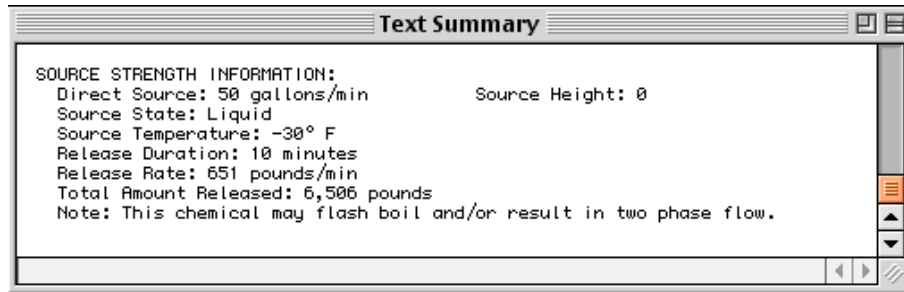 Text Summary
SOURCE STRENGTH INFORMATION:
Direct Source: 50 gallons/min Source Height: 0
Source State: Liquid
Source Temperature: -30° F
Release Duration: 10 minutes
Release Rate: 651 pounds/min
Total Amount Released: 6,506 pounds
Note: This chemical may flash boil and/or result in two phase flow.